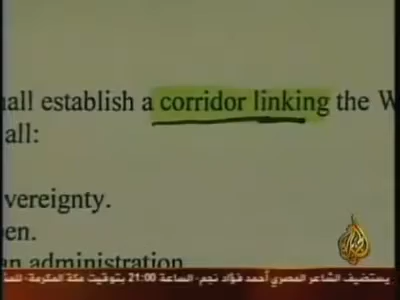 all establish a corridor linking the W
all:
vereignty.
en.
an administration
يستضيف الشاعر المصري أحمد فؤاد نجم- الساعة 21:00 بتوقيت مكة المكرمة-